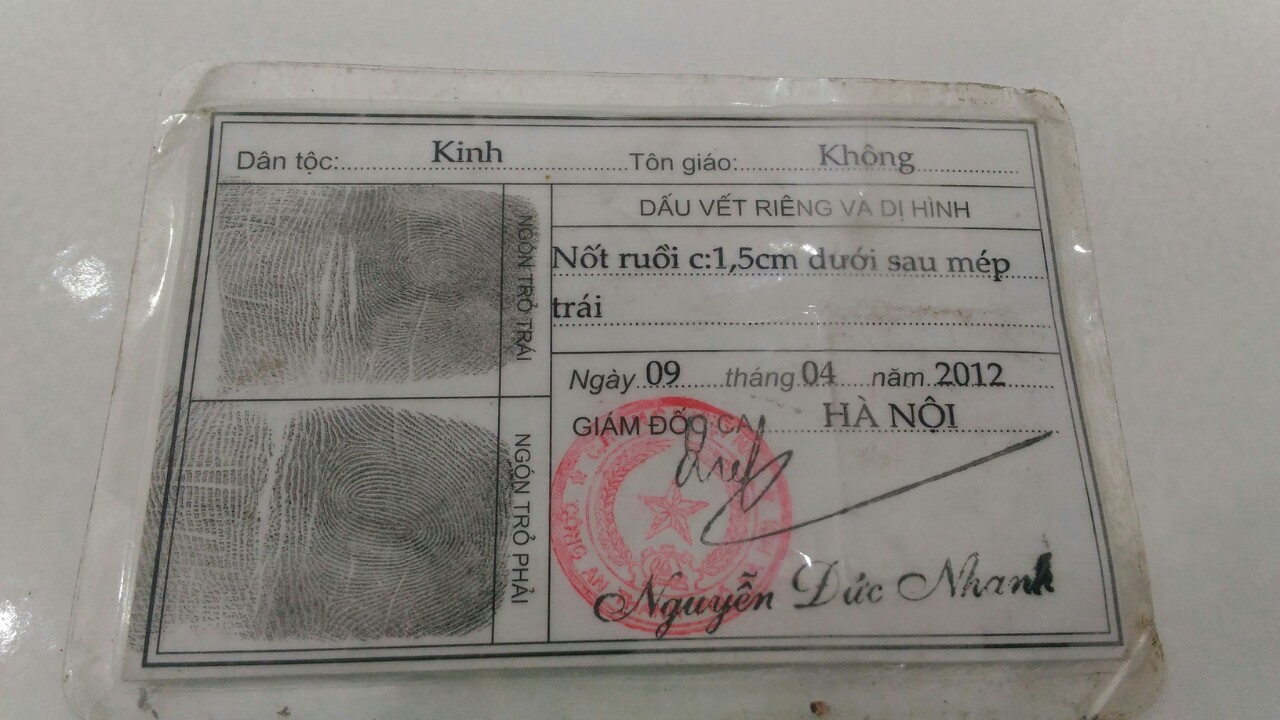 Dân tộc: Kinh Tôn giáo: Không
NGÓN TRỎ TRÁI
DẤU VẾT RIÊNG VÀ DỊ HÌNH
Nốt ruồi c:1,5cm dưới sau mép
trái
Ngày 09 tháng 04 năm 2012
GIÁM ĐỐC CA HÀ NỘI
NGÓN TRỎ PHẢI
CÔNG AN
Nguyễn Đức Nhanh